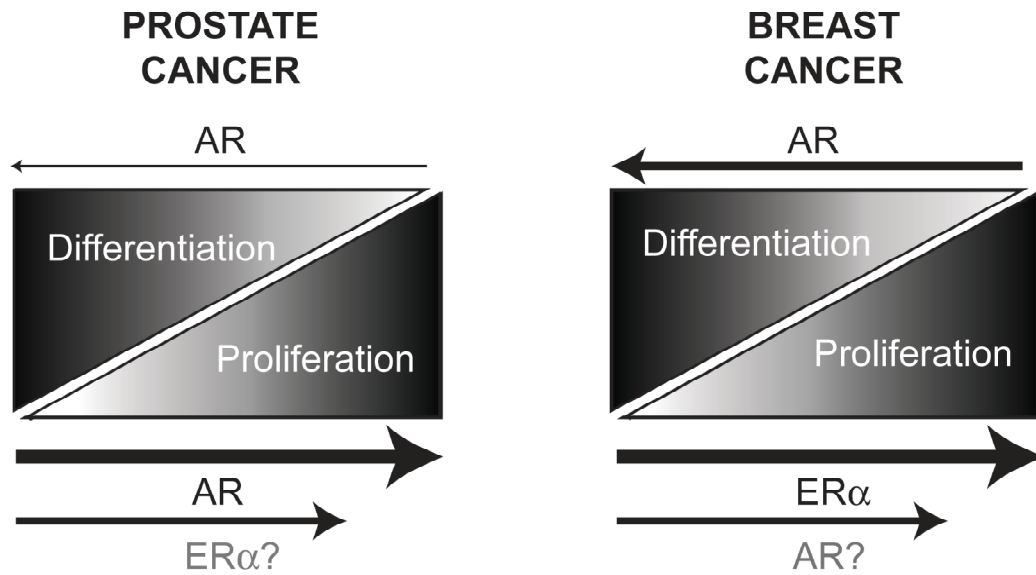 PROSTATE
CANCER
AR
Differentiation
Proliferation
AR
ERα?
BREAST
CANCER
AR
Differentiation
Proliferation
ERα
AR?